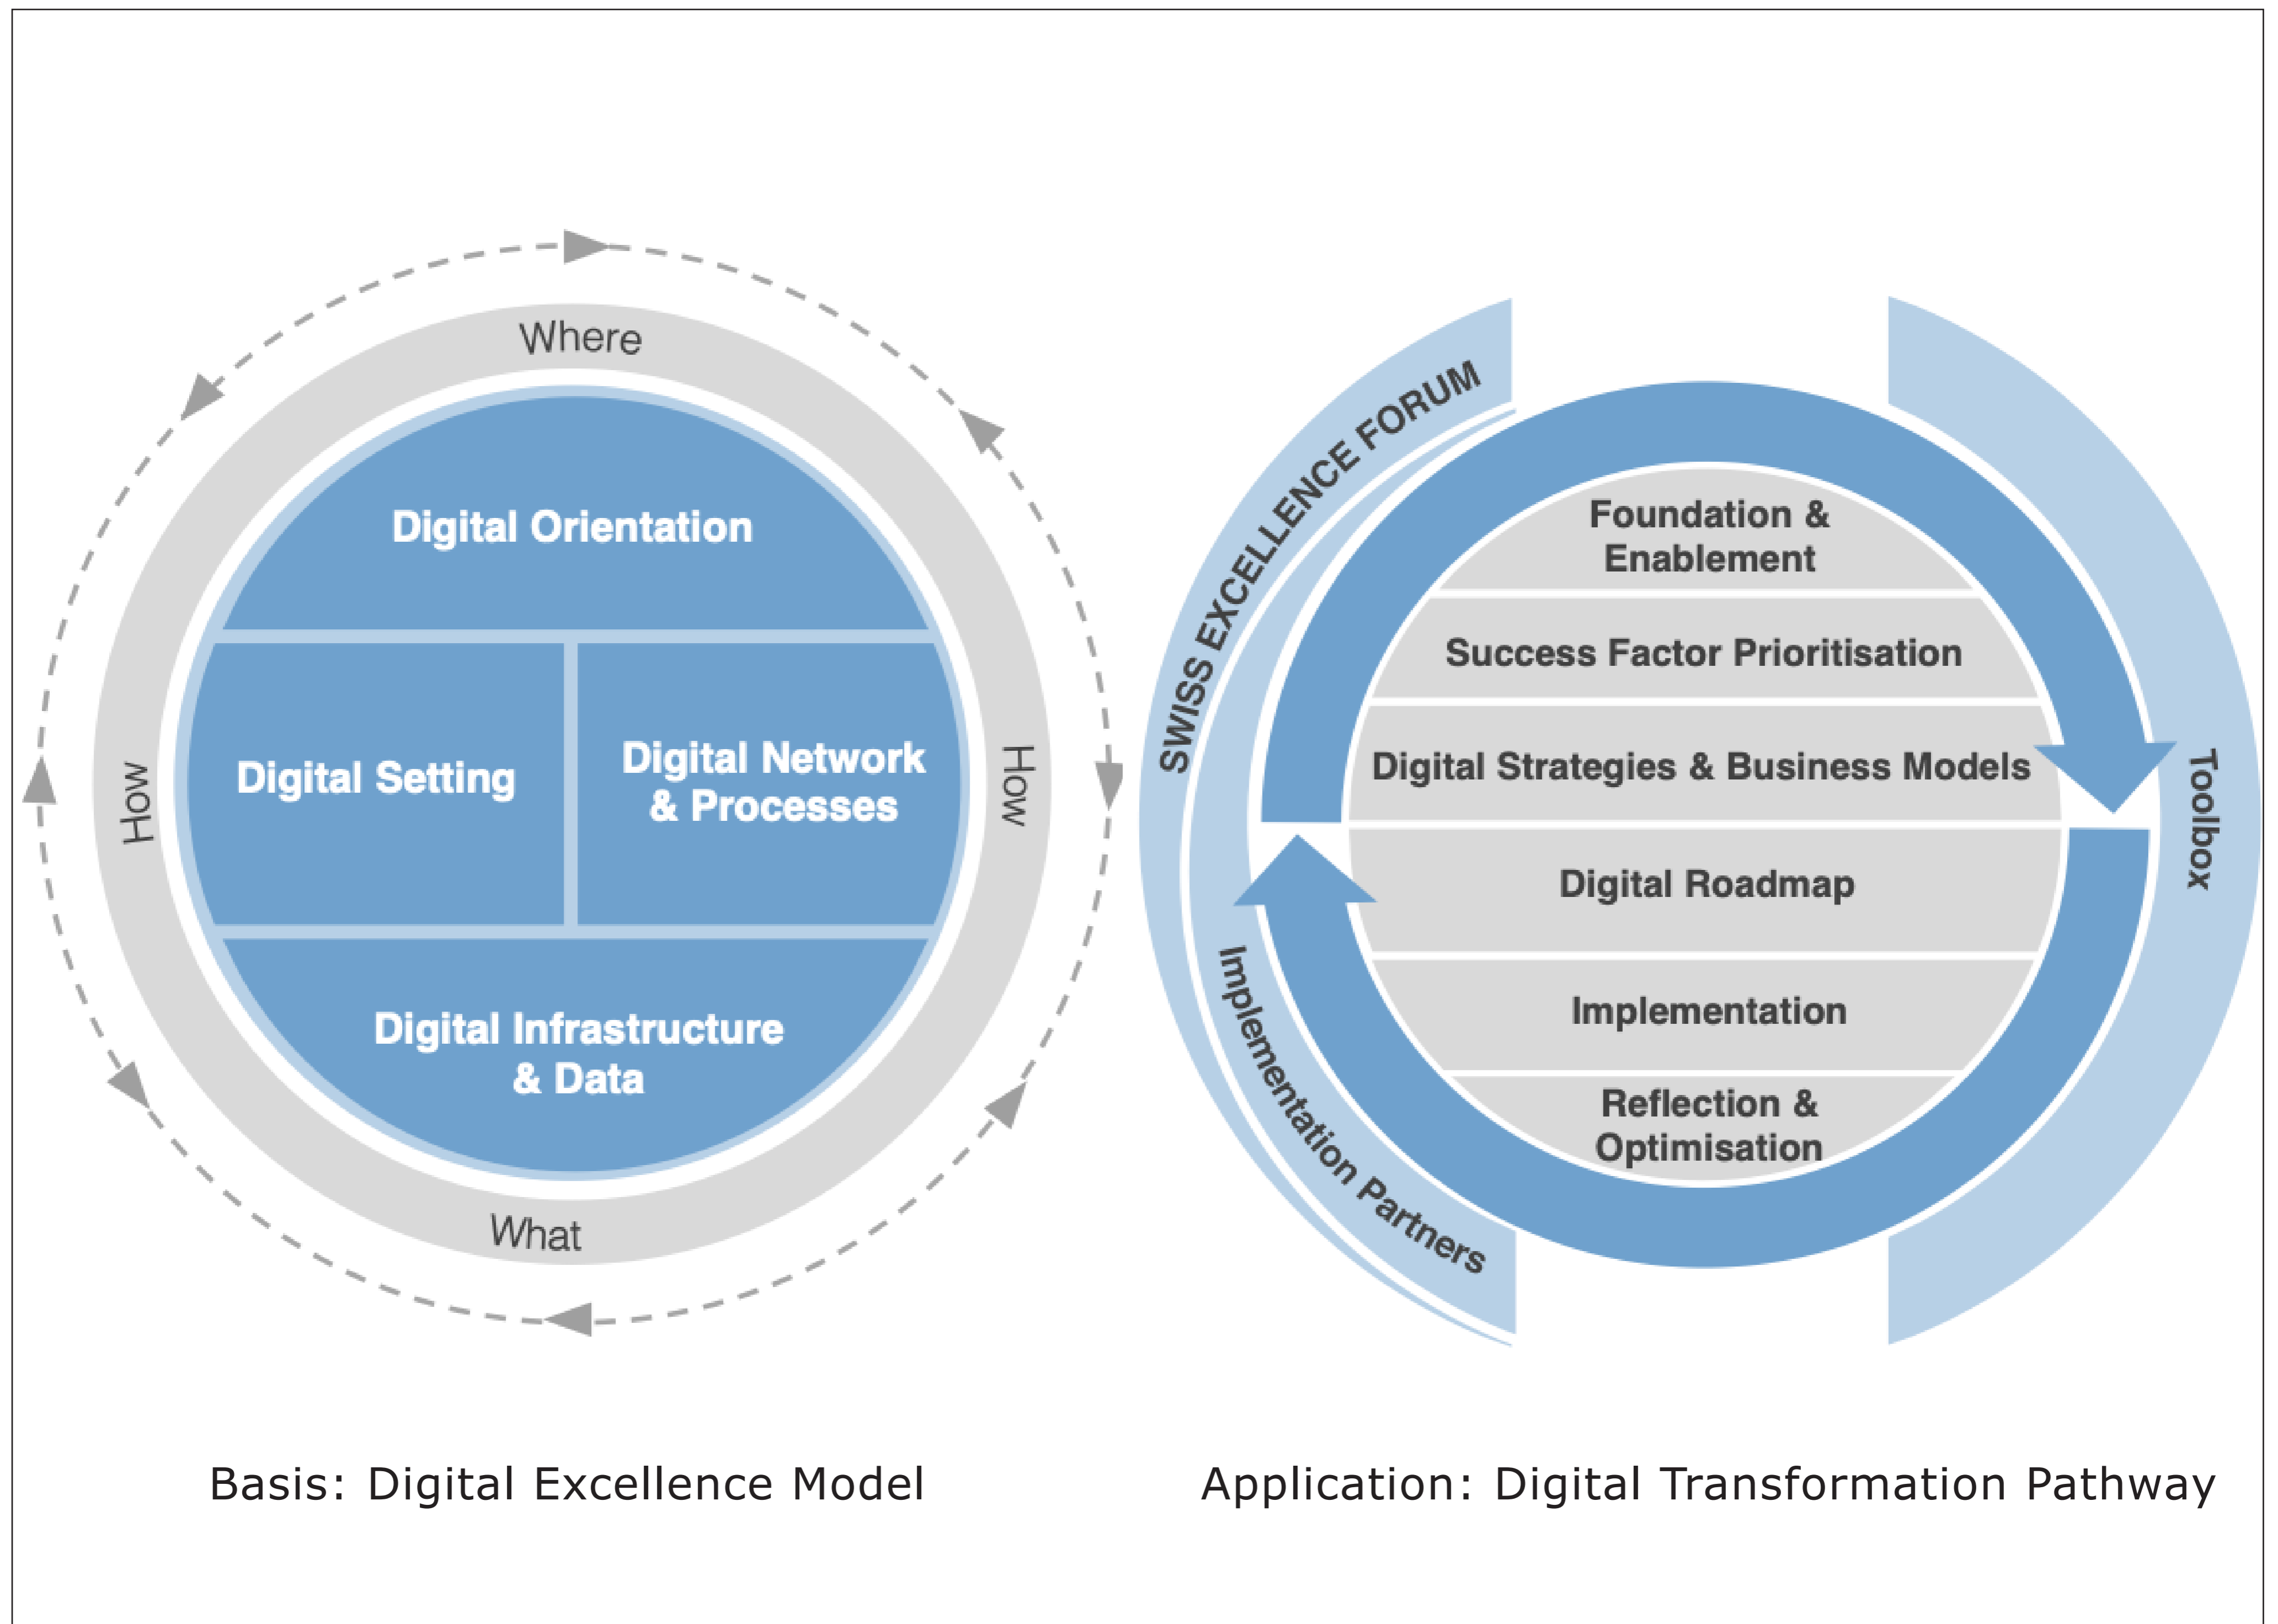 Where
Digital Orientation
How
Digital Setting
Digital Network
& Processes
How
Digital Infrastructure
& Data
What
Basis: Digital Excellence Model
SWISS EXCELLENCE FORUM
Implementation Partners
Foundation &
Enablement
Success Factor Prioritisation
Digital Strategies & Business Models
Digital Roadmap
Implementation
Reflection &
Optimisation
Toolbox
Application: Digital Transformation Pathway